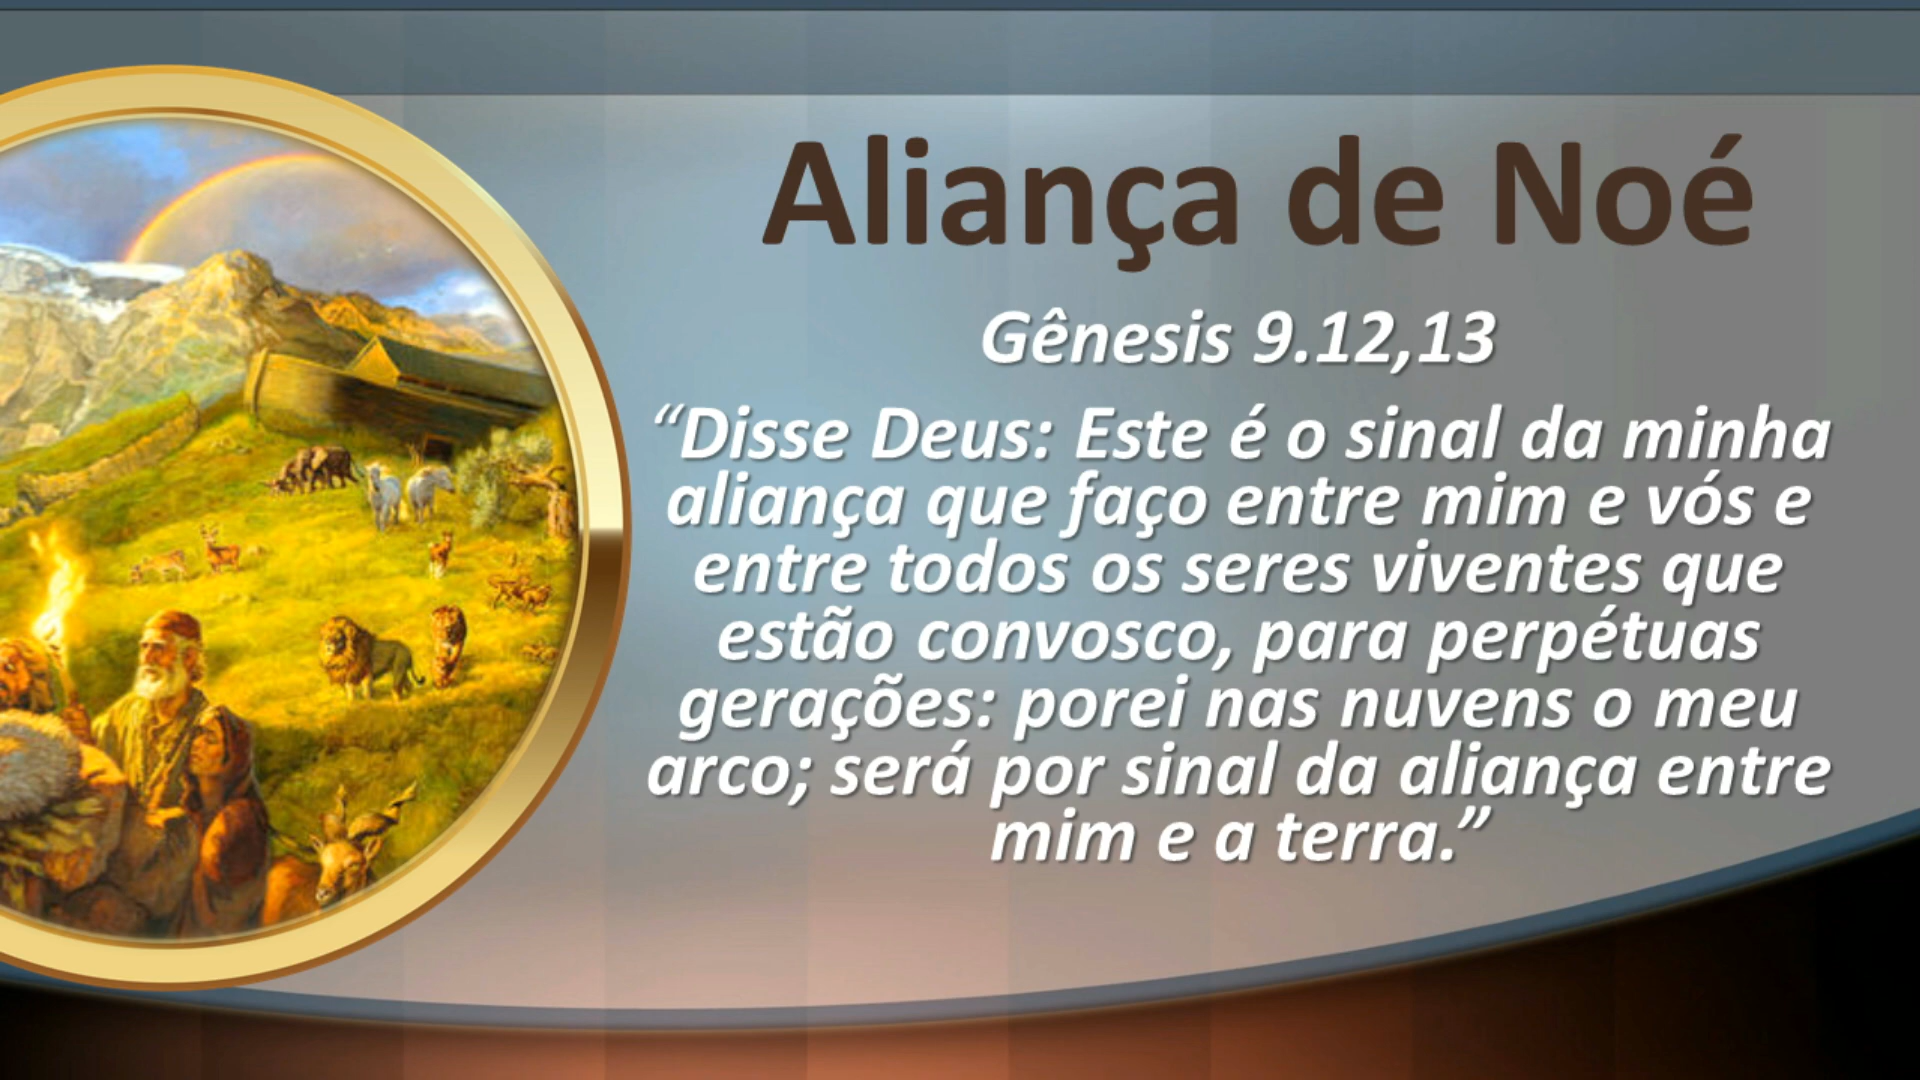 Aliança de Noé
Gênesis 9.12,13
“Disse Deus: Este é o sinal da minha
aliança que faço entre mim e vós e
entre todos os seres viventes que
estão convosco, para perpétuas
gerações: porei nas nuvens o meu
arco; será por sinal da aliança entre
mim e a terra.”